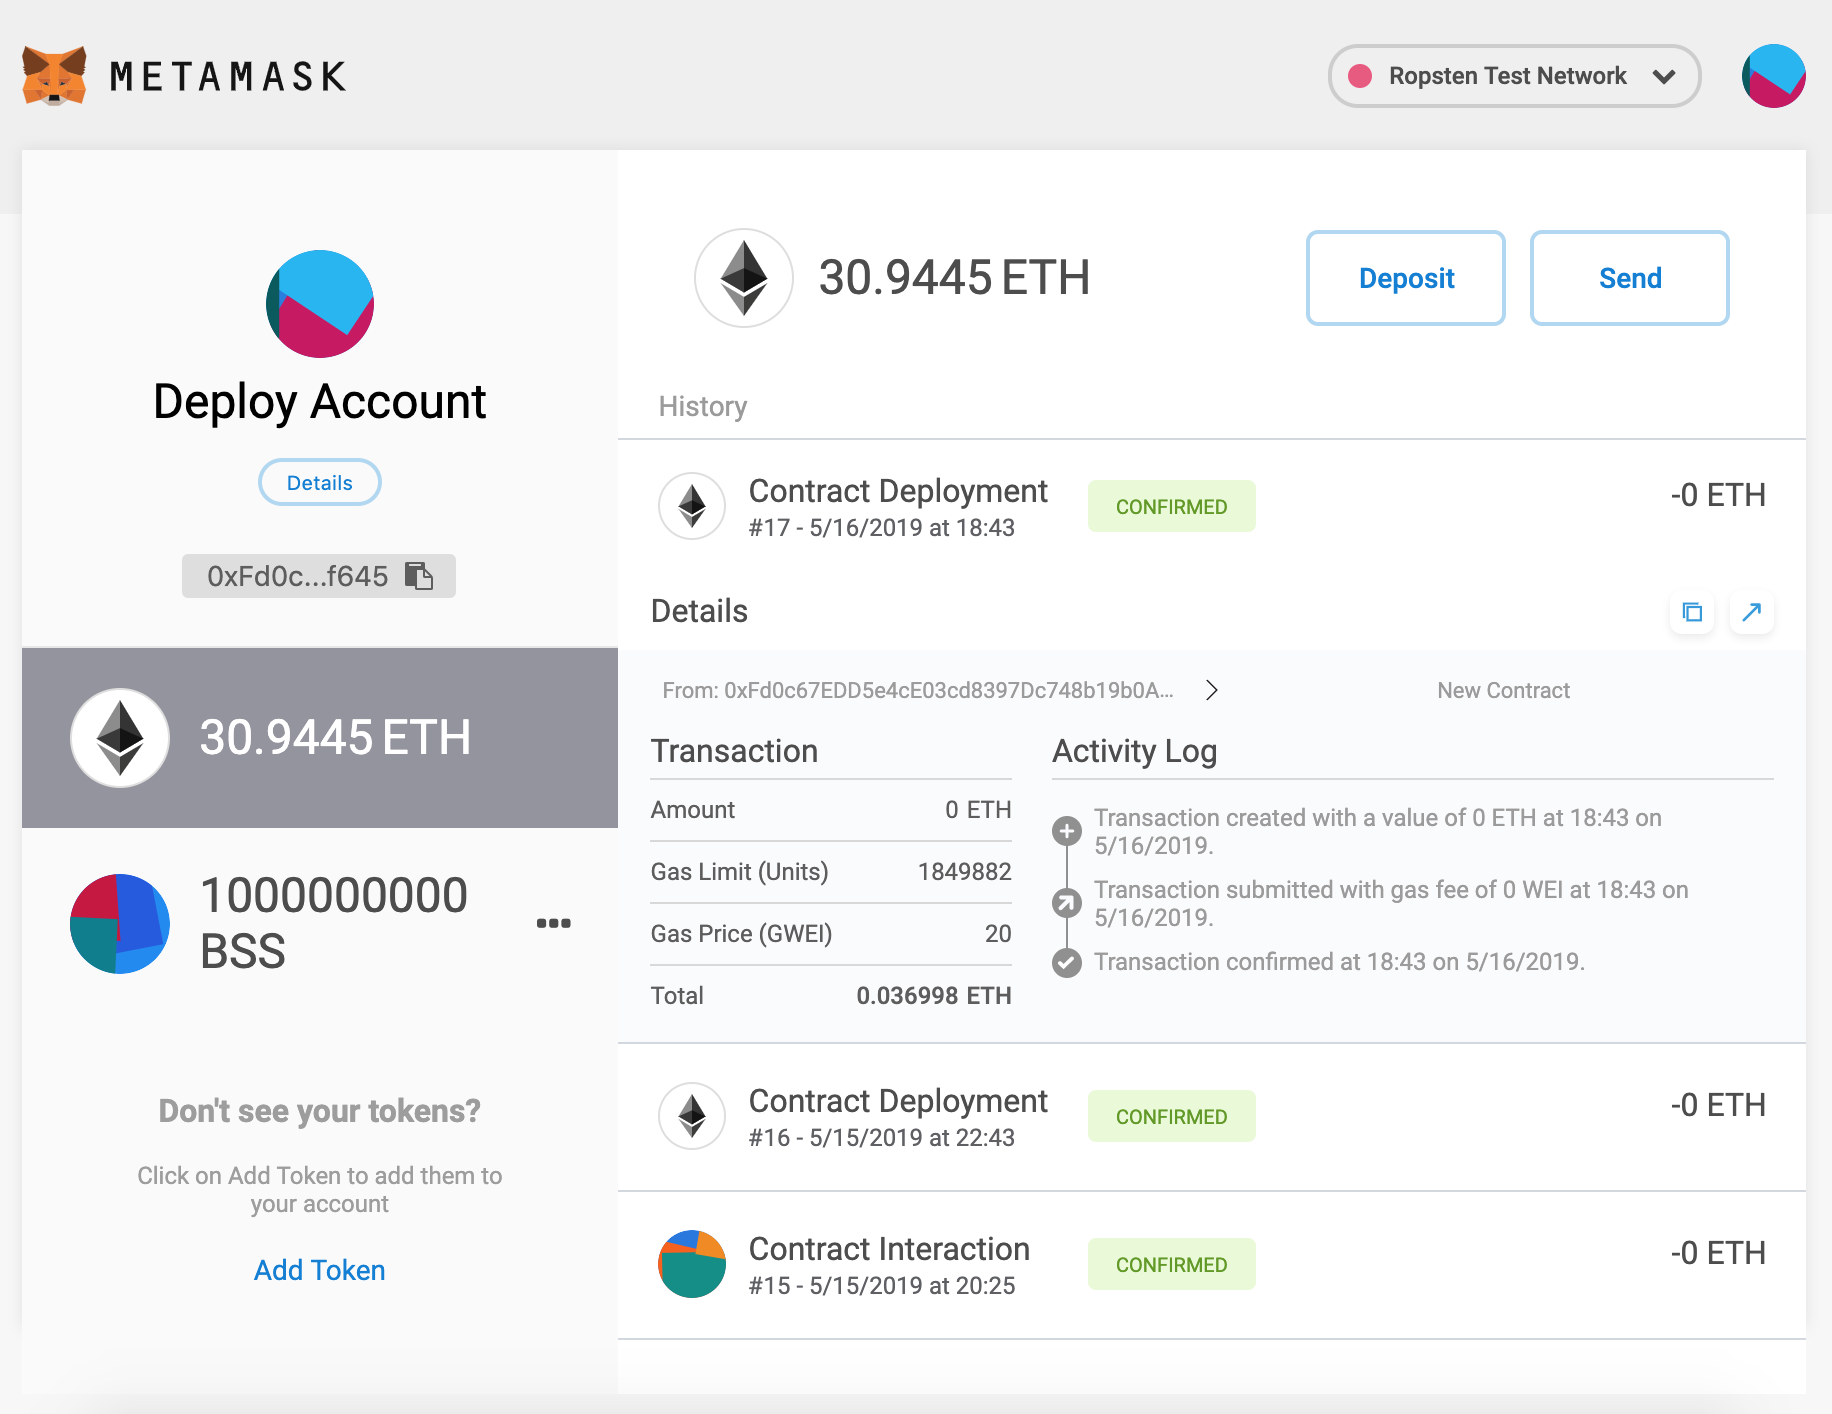 METAMASK
Ropsten Test Network
Deploy Account
Details
0xFd0c...f645
30.9445 ETH
1000000000
BSS
Don't see your tokens?
Click on Add Token to add them to
your account
Add Token
30.9445 ETH
Deposit
Send
History
Contract Deployment
#17 - 5/16/2019 at 18:43
CONFIRMED
-0 ETH
Details
From: 0xFd0c67EDD5e4cE03cd8397Dc748b19b0A...
New Contract
Transaction
Amount 0 ETH
Gas Limit (Units) 1849882
Gas Price (GWEI) 20
Total 0.036998 ETH
Activity Log
Transaction created with a value of 0 ETH at 18:43 on
5/16/2019.
Transaction submitted with gas fee of 0 WEI at 18:43 on
5/16/2019.
Transaction confirmed at 18:43 on 5/16/2019.
Contract Deployment
#16 - 5/15/2019 at 22:43
CONFIRMED
-0 ETH
Contract Interaction
#15 - 5/15/2019 at 20:25
CONFIRMED
-0 ETH